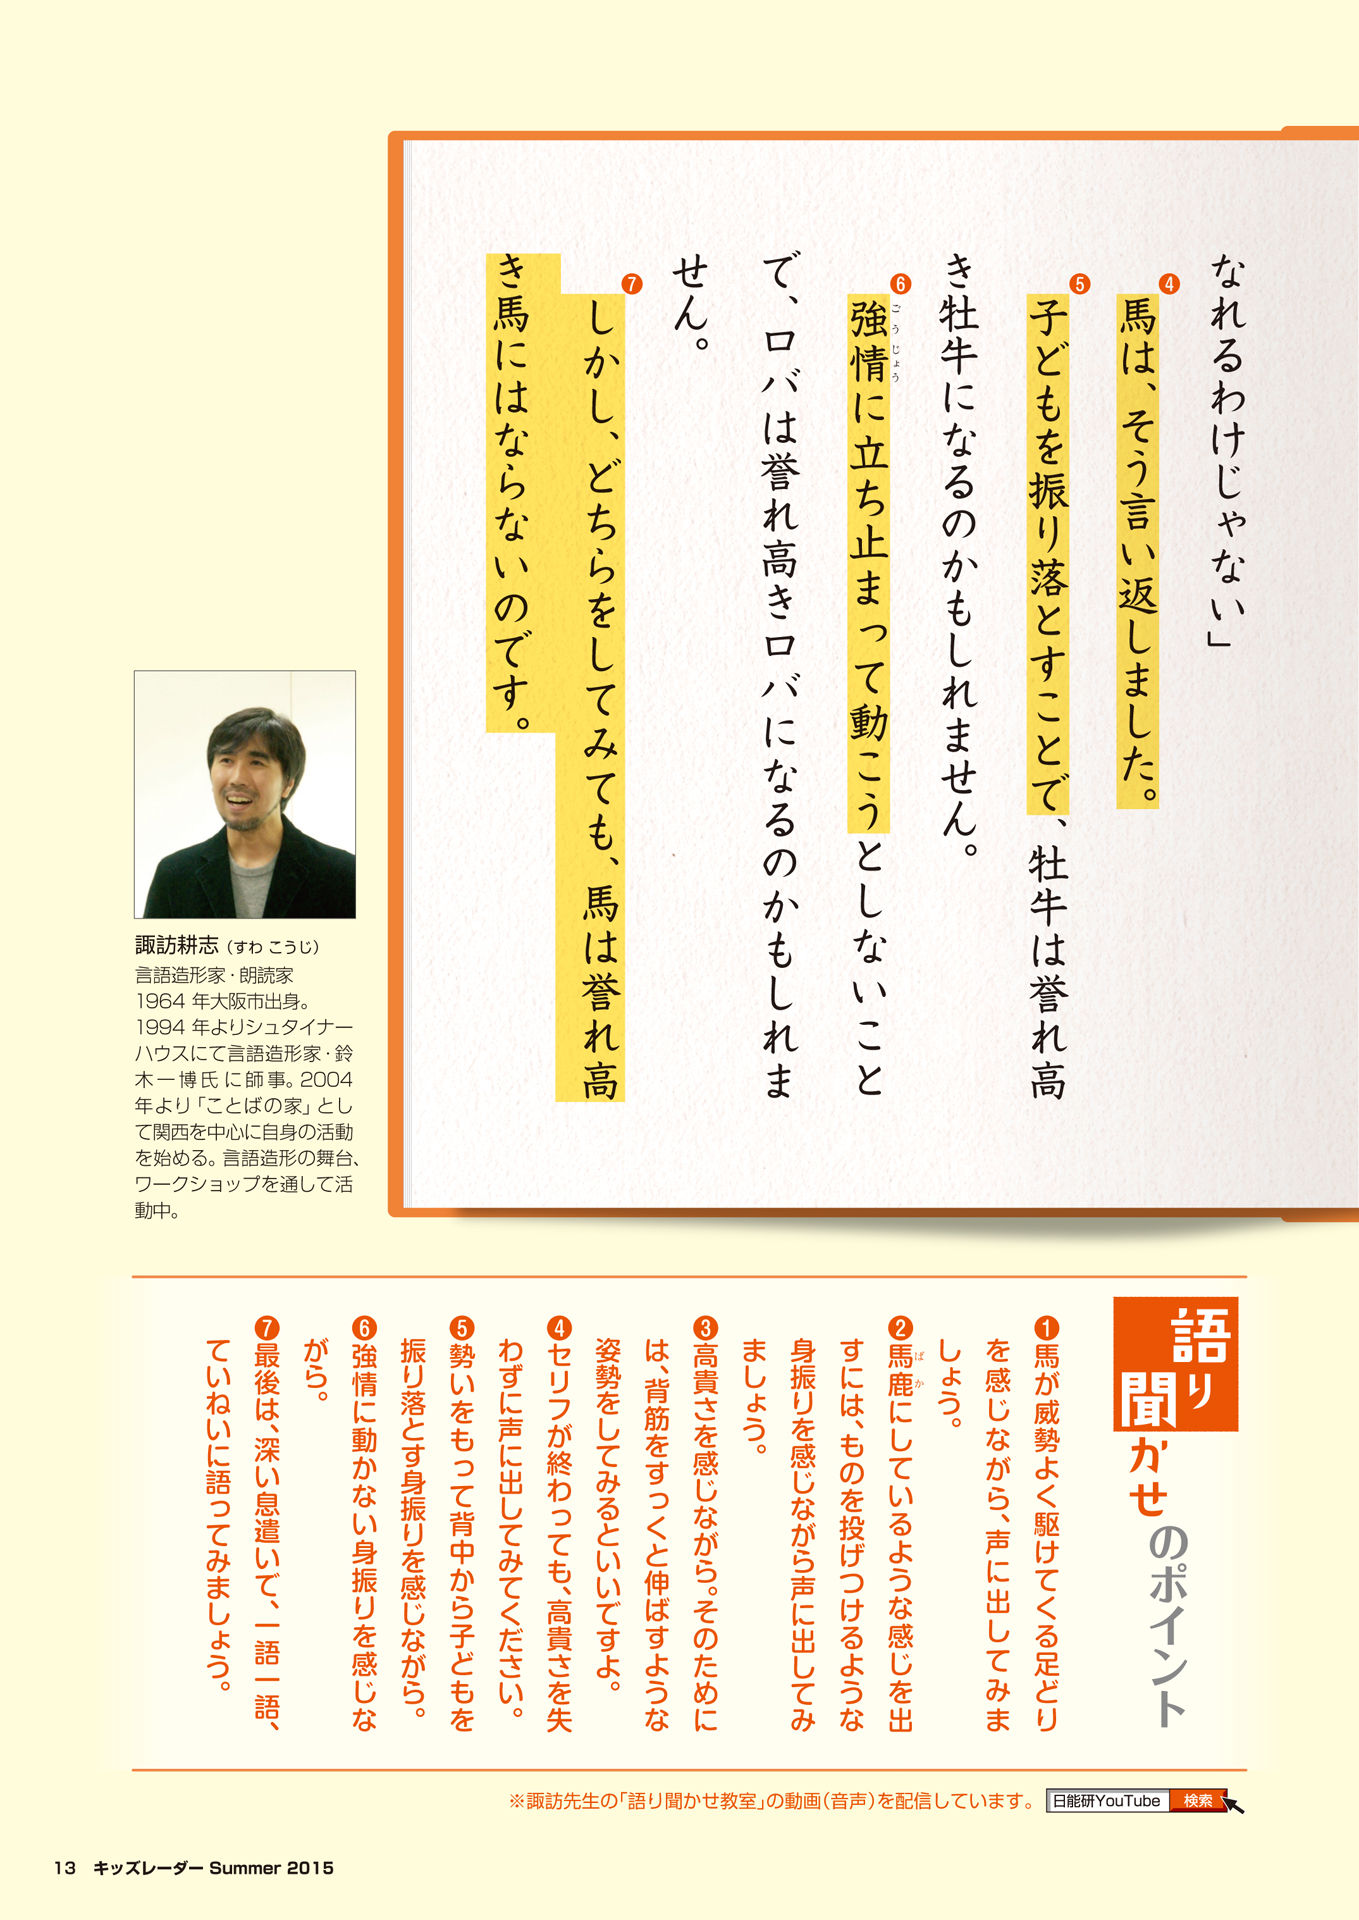 なれるわけじゃない」
❹馬は、そう言い返しました。
❺子どもを振り落とすことで、牡牛は誉れ高
き牡牛になるのかもしれません。
❻強情に立ち止まって動こうとしないこと
ごうじょう
で、ロバは誉れ高きロバになるのかもしれま
せん。
❼しかし、どちらをしてみても、馬は誉れ高
き馬にはならないのです。
諏訪耕志（すわ こうじ）
言語造形家・朗読家
1964 年大阪市出身。
1994 年よりシュタイナー
ハウスにて言語造形家・鈴
木一博氏に師事。2004
年より「ことばの家」とし
て関西を中心に自身の活動
を始める。言語造形の舞台、
ワークショップを通して活
動中。
語り聞かせのポイント
❶馬が威勢よく駆けてくる足どり
を感じながら、声に出してみま
しょう。
❷馬鹿にしているような感じを出
ばか
すには、ものを投げつけるような
身振りを感じながら声に出してみ
ましょう。
❸高貴さを感じながら。そのために
は、背筋をすっくと伸ばすような
姿勢をしてみるといいですよ。
❹セリフが終わっても、高貴さを失
わずに声に出してみてください。
❺勢いをもって背中から子どもを
振り落とす身振りを感じながら。
❻強情に動かない身振りを感じな
がら。
❼最後は、深い息遣いで、一語一語、
ていねいに語ってみましょう。
※諏訪先生の「語り聞かせ教室」の動画（音声）を配信しています。 日能研YouTube 検索
13 キッズレーダー Summer 2015